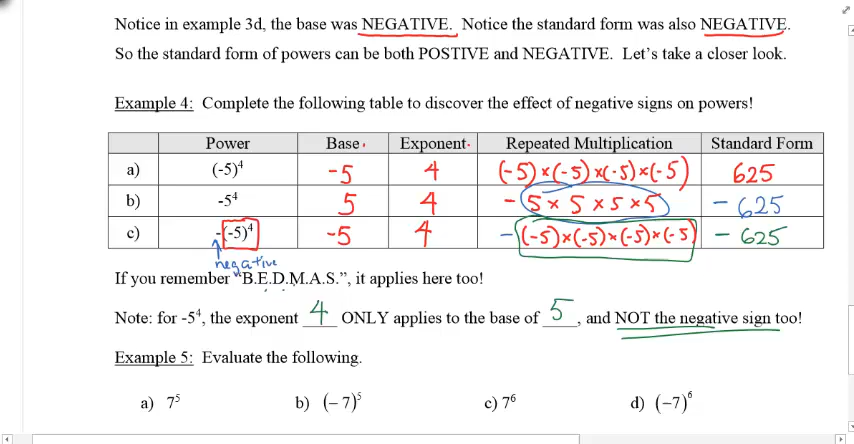 Notice in example 3d, the base was NEGATIVE.  Notice the standard form was also NEGATIVE.
So the standard form of powers can be both POSTIVE and NEGATIVE.  Let's take a closer look.
Example 4:  Complete the following table to discover the effect of negative signs on powers!
Power Base Exponent Repeated Multiplication Standard Form
a) (-5)⁴ -5 4 (-5)×(-5)×(-5)×(-5) 625
b) -5⁴ 5 4 - 5 × 5 × 5 × 5 - 625
c) -(-5)⁴ -5 4 - (-5)×(-5)×(-5)×(-5) - 625
negative
If you remember "B.E.D.M.A.S.", it applies here too!
Note: for -5⁴, the exponent 4 ONLY applies to the base of 5, and NOT the negative sign too!
Example 5:  Evaluate the following.
a) 7⁵ b) (−7)⁵ c) 7⁶ d) (−7)⁶